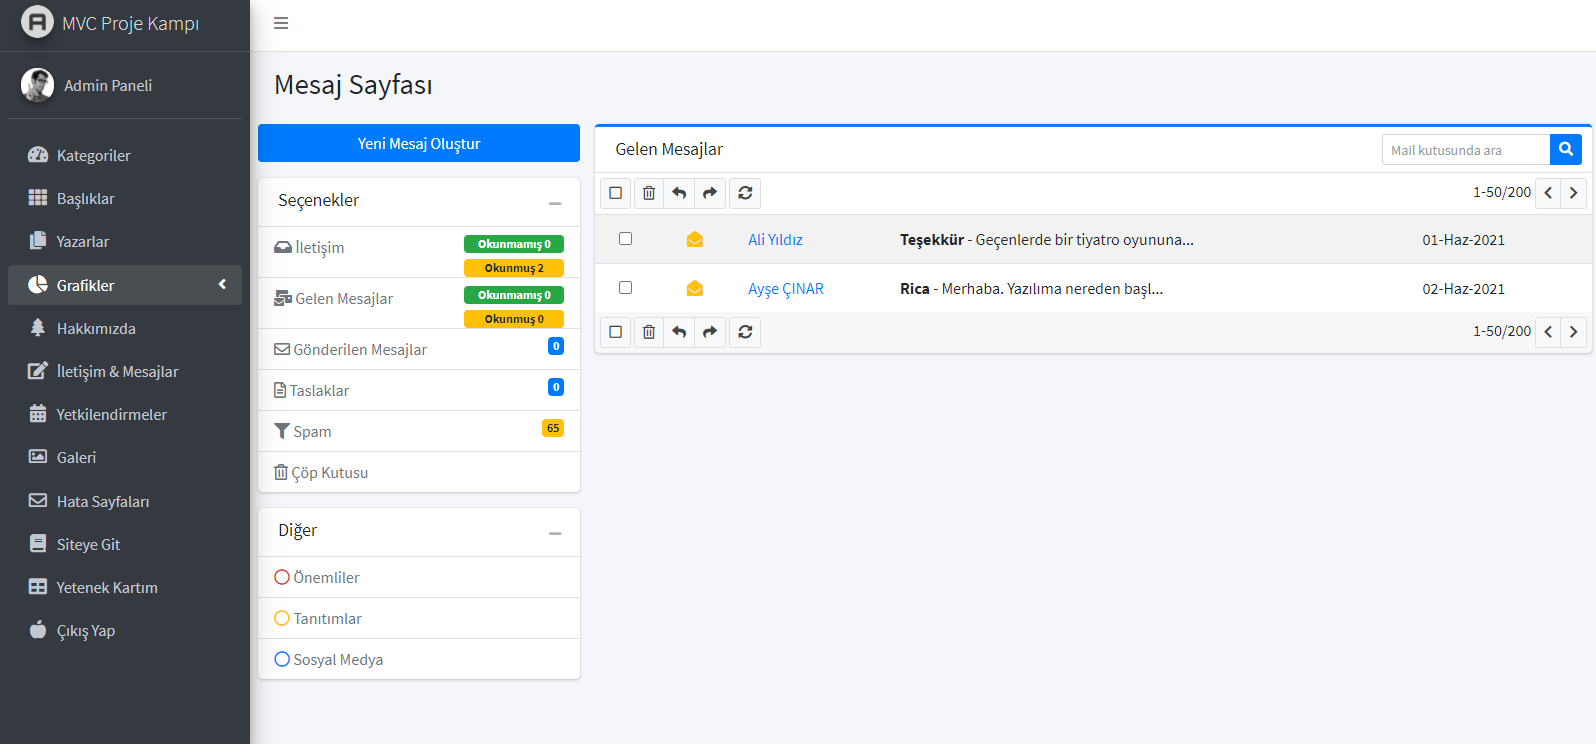 MVC Proje Kampı
Admin Paneli
Kategoriler
Başlıklar
Yazarlar
Grafikler
Hakkımızda
İletişim & Mesajlar
Yetkilendirmeler
Galeri
Hata Sayfaları
Siteye Git
Yetenek Kartım
Çıkış Yap
Mesaj Sayfası
Yeni Mesaj Oluştur
Seçenekler
İletişim
Okunmamış 0
Okunmuş 2
Gelen Mesajlar
Okunmamış 0
Okunmuş 0
Gönderilen Mesajlar 0
Taslaklar 0
Spam 65
Çöp Kutusu
Diğer
Önemliler
Tanıtımlar
Sosyal Medya
Gelen Mesajlar
Mail kutusunda ara
1-50/200
Ali Yıldız Teşekkür - Geçenlerde bir tiyatro oyununa... 01-Haz-2021
Ayşe ÇINAR Rica - Merhaba. Yazılıma nereden başl... 02-Haz-2021
1-50/200